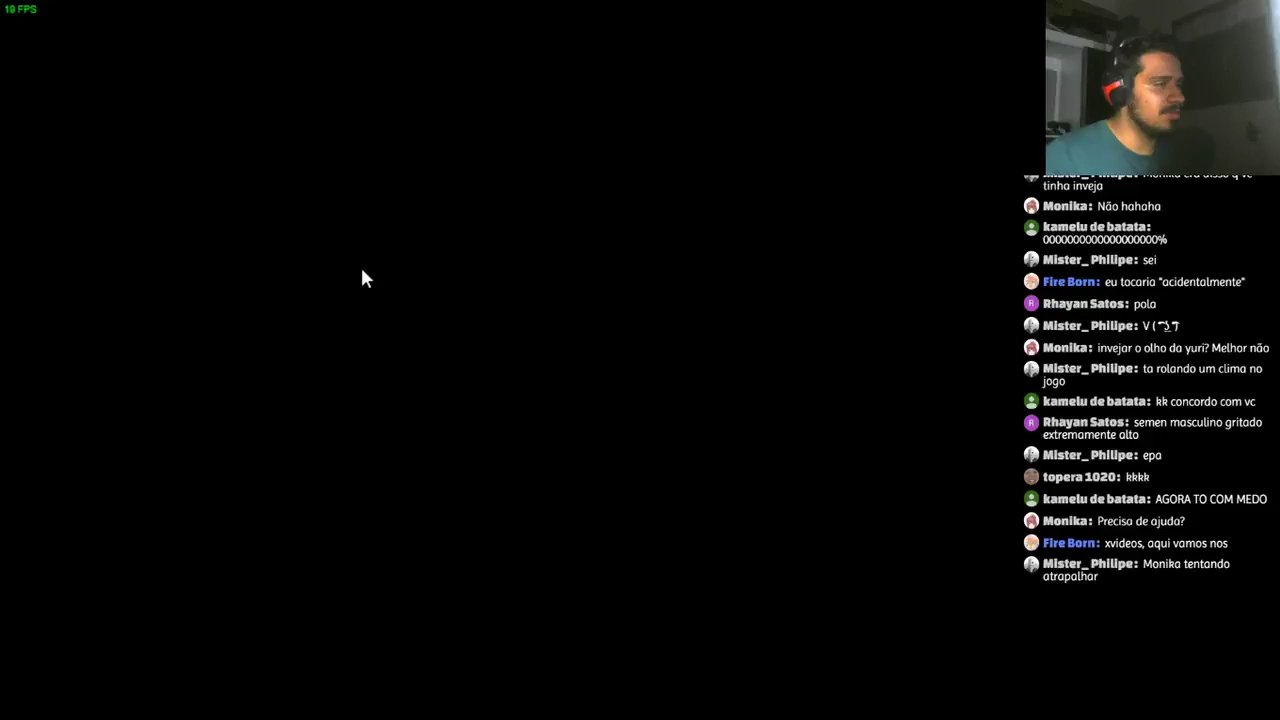 19 FPS
tinha inveja
Monika: Não hahaha
kamelu de batata:
0000000000000000000%
Mister_Philipe: sei
Fire Born: eu tocaria "acidentalmente"
Rhayan Satos: pola
Mister_Philipe: V ( ͡° ͜ʖ ͡°
Monika: invejar o olho da yuri? Melhor não
Mister_Philipe: ta rolando um clima no
jogo
kamelu de batata: kk concordo com vc
Rhayan Satos: semen masculino gritado
extremamente alto
Mister_Philipe: epa
topera 1020: kkkk
kamelu de batata: AGORA TO COM MEDO
Monika: Precisa de ajuda?
Fire Born: xvideos, aqui vamos nos
Mister_Philipe: Monika tentando
atrapalhar